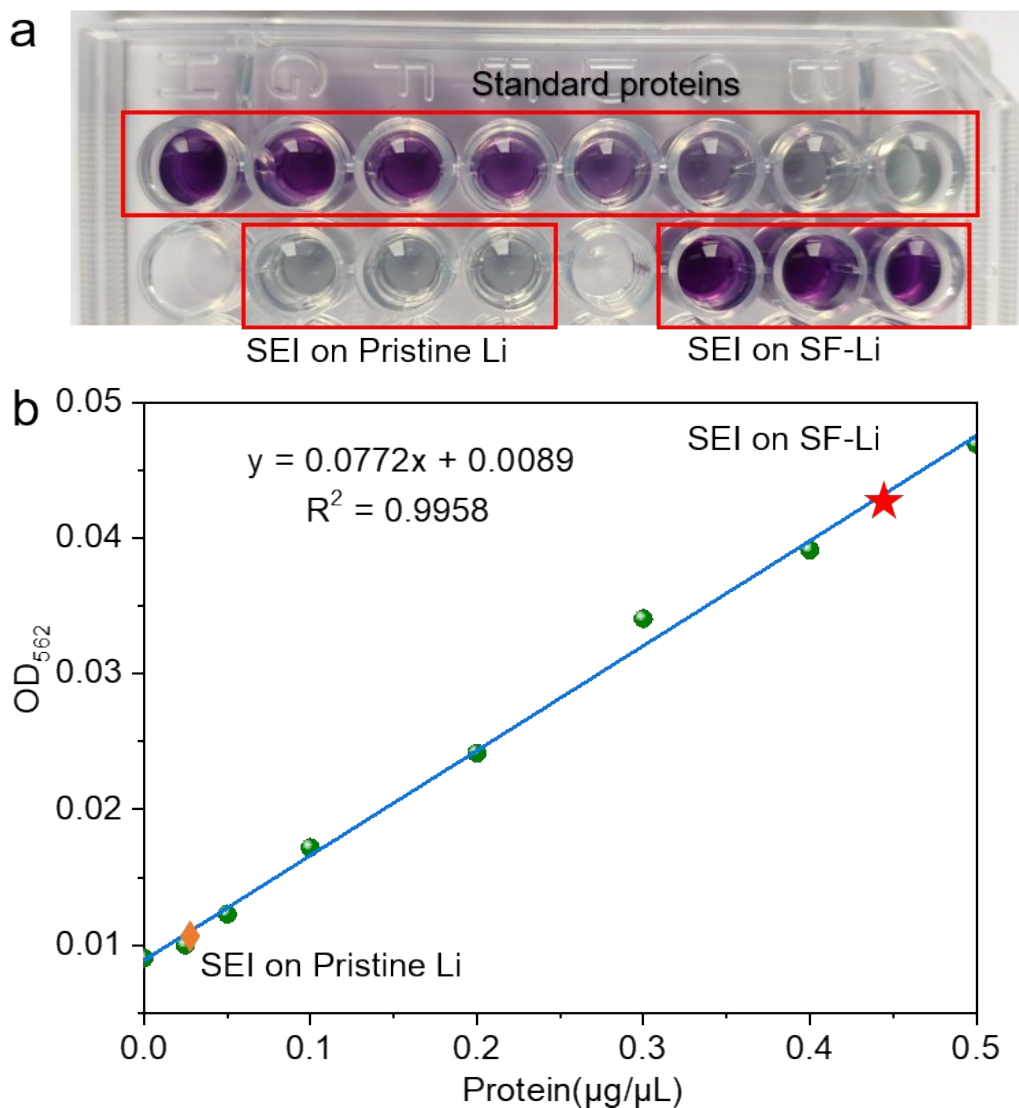 a
H G F E D C B A
Standard proteins
SEI on Pristine Li
SEI on SF-Li
b
0.05
0.04
0.03
0.02
0.01
OD562
y = 0.0772x + 0.0089
R² = 0.9958
SEI on SF-Li
SEI on Pristine Li
0.0 0.1 0.2 0.3 0.4 0.5
Protein(μg/μL)